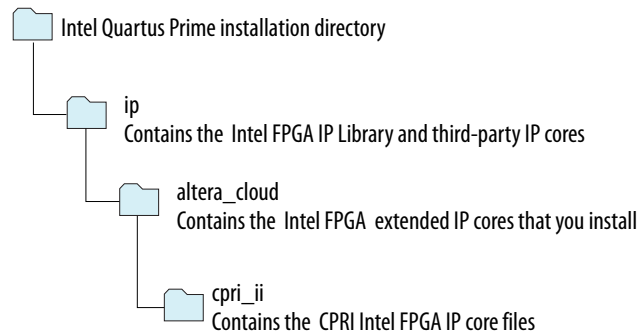 Intel Quartus Prime installation directory
ip
Contains the Intel FPGA IP Library and third-party IP cores
altera_cloud
Contains the Intel FPGA extended IP cores that you install
cpri_ii
Contains the CPRI Intel FPGA IP core files